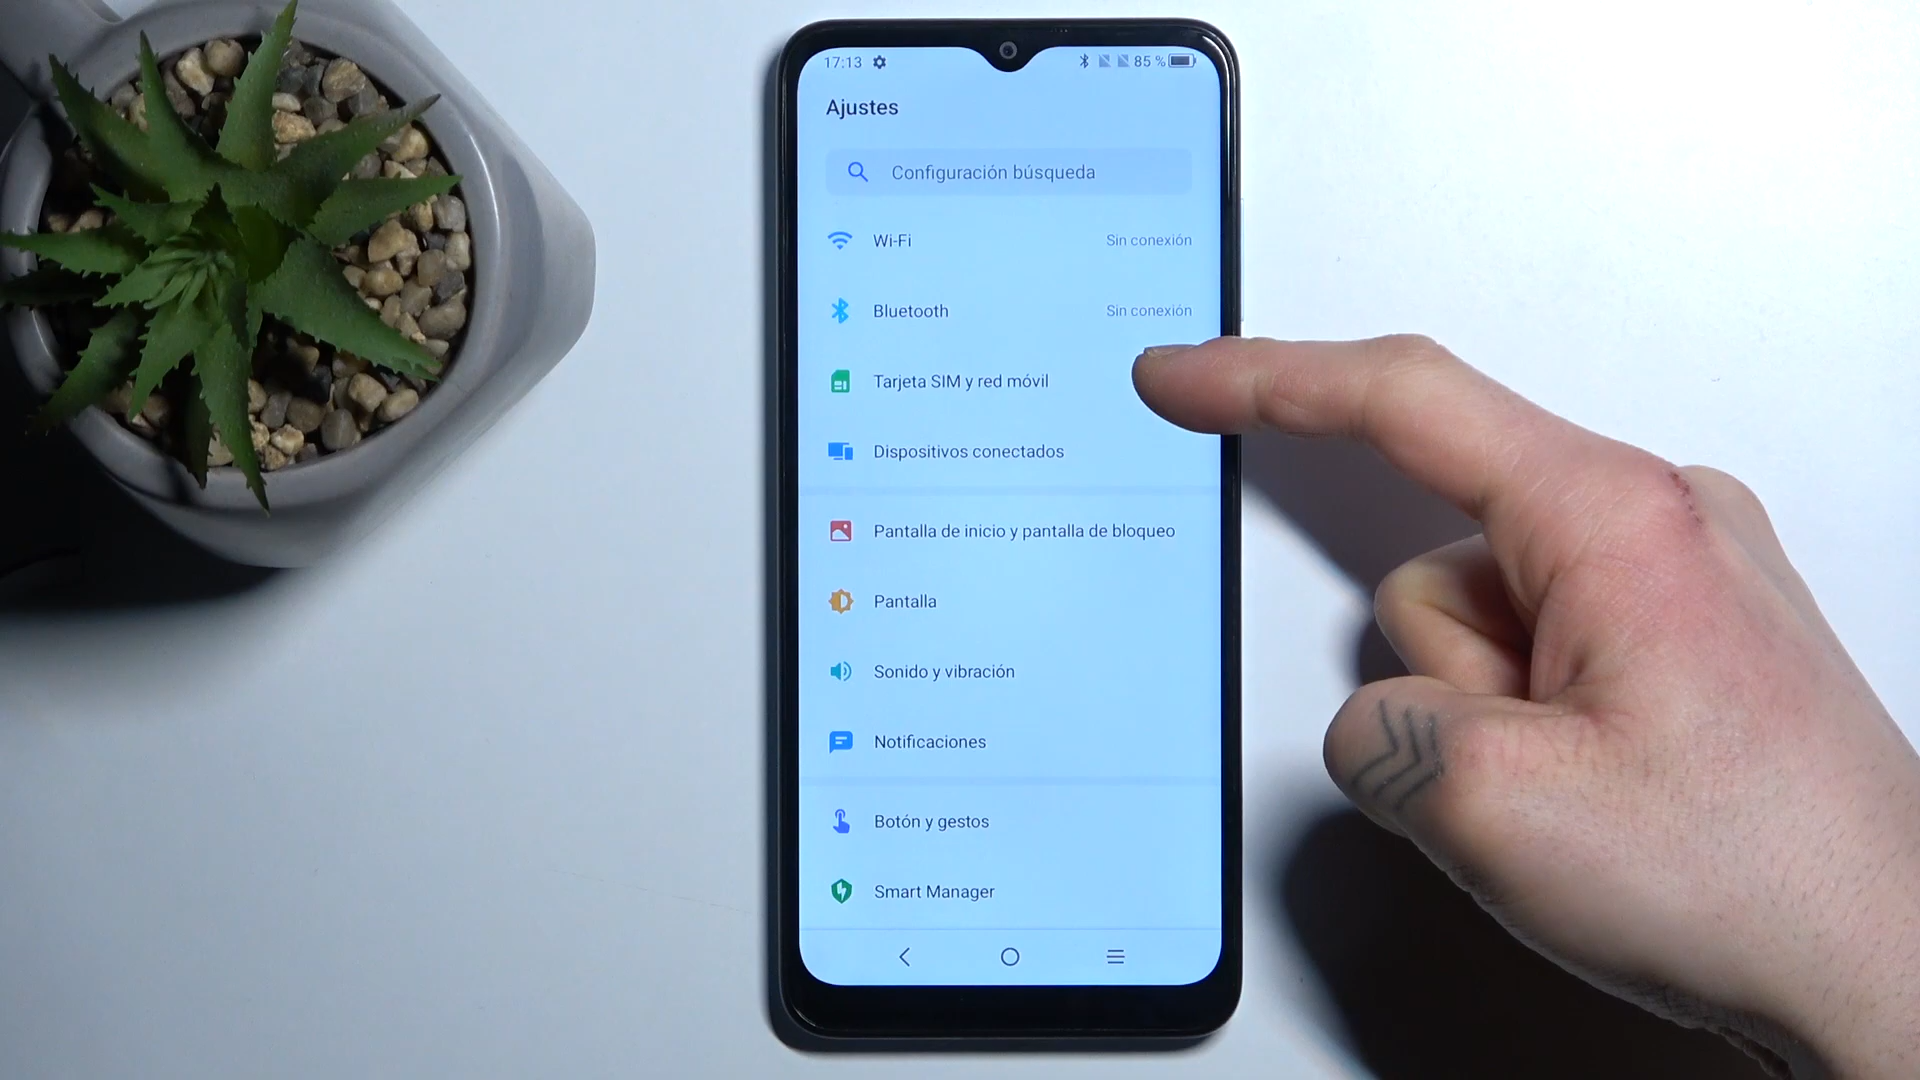 17:13 85 %
Ajustes
Configuración búsqueda
Wi-Fi Sin conexión
Bluetooth Sin conexión
Tarjeta SIM y red móvil
Dispositivos conectados
Pantalla de inicio y pantalla de bloqueo
Pantalla
Sonido y vibración
Notificaciones
Botón y gestos
Smart Manager